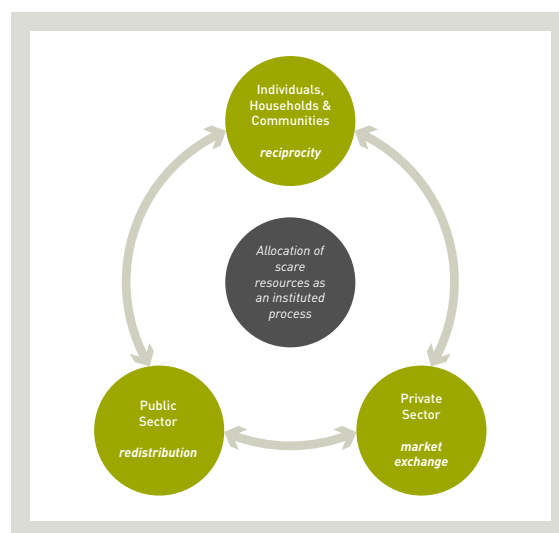 Individuals,
Households &
Communities
reciprocity
Allocation of
scare
resources as
an instituted
process
Public
Sector
redistribution
Private
Sector
market
exchange